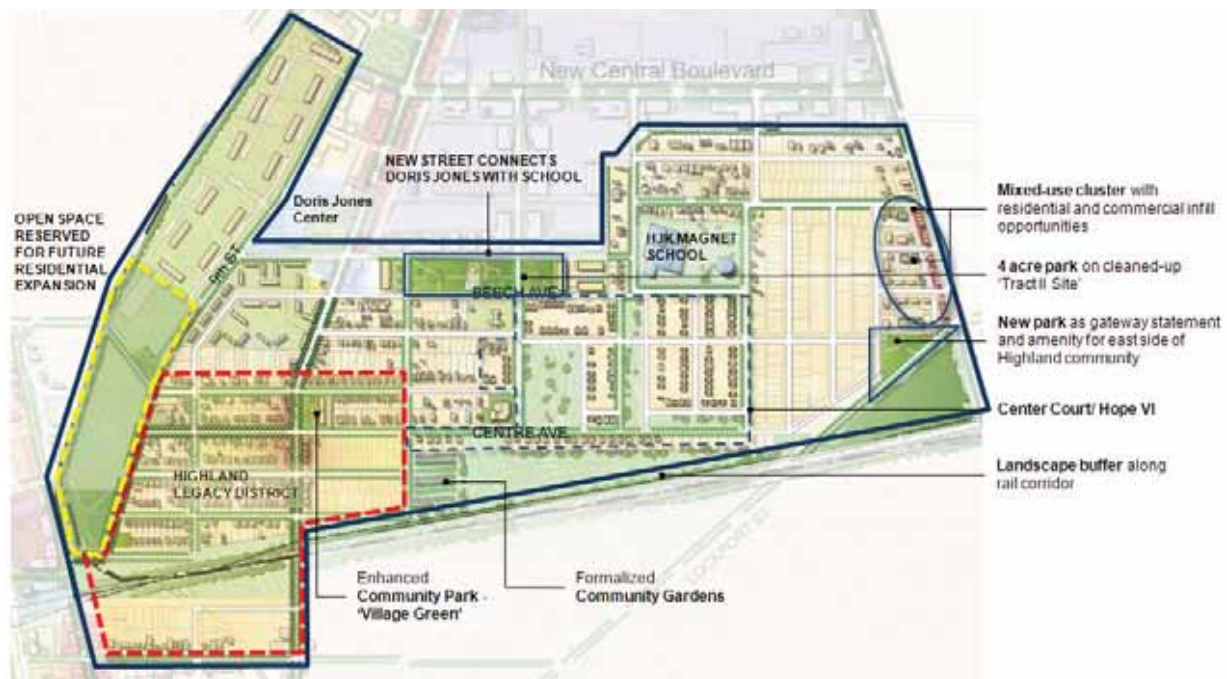 New Central Boulevard
NEW STREET CONNECTS
DORIS JONES WITH SCHOOL
Doris Jones
Center
OPEN SPACE
RESERVED
FOR FUTURE
RESIDENTIAL
EXPANSION
HJK MAGNET
SCHOOL
Mixed-use cluster with
residential and commercial infill
opportunities
4 acre park on cleaned-up
'Tract II Site'
BEECH AVE
New park as gateway statement
and amenity for east side of
Highland community
Center Court/ Hope VI
CENTRE AVE
Landscape buffer along
rail corridor
HIGHLAND
LEGACY DISTRICT
LOCKPORT ST
Enhanced
Community Park -
'Village Green'
Formalized
Community Gardens